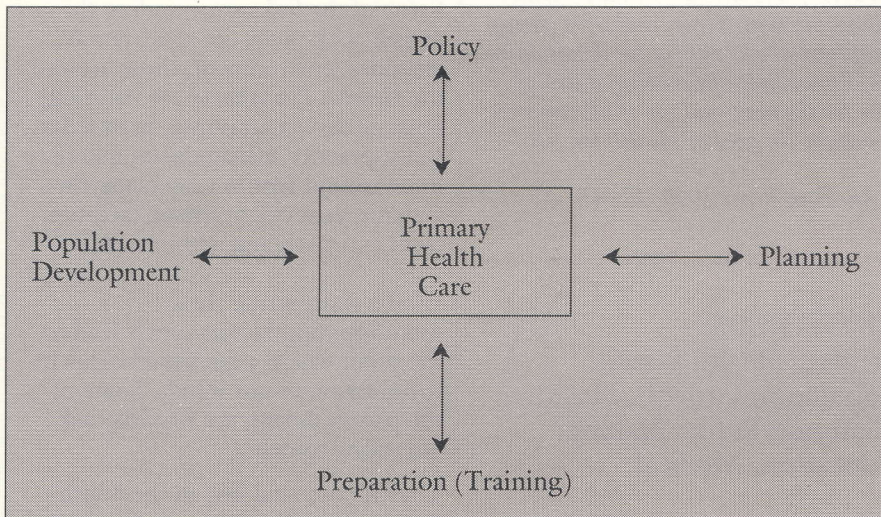 Policy
Population
Development
Primary
Health
Care
Planning
Preparation (Training)